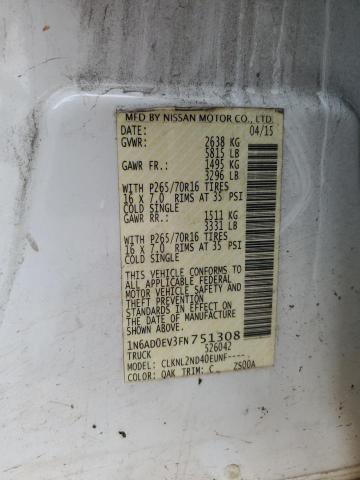 MFD BY NISSAN MOTOR CO., LTD.
DATE: 04/15
GVWR: 2638 KG
5815 LB
GAWR FR: 1495 KG
3296 LB
WITH P265/70R16 TIRES
16 X 7.0 RIMS AT 35 PSI
COLD SINGLE
GAWR RR: 1511 KG
3331 LB
WITH P265/70R16 TIRES
16 X 7.0 RIMS AT 35 PSI
COLD SINGLE
THIS VEHICLE CONFORMS TO
ALL APPLICABLE FEDERAL
MOTOR VEHICLE SAFETY AND
THEFT PREVENTION
STANDARDS IN EFFECT ON
THE DATE OF MANUFACTURE
1N6AD0EV3FN751308
TRUCK 526042
MODEL: CLKNL2ND40EUNF----
COLOR: QAK TRIM: C Z500A